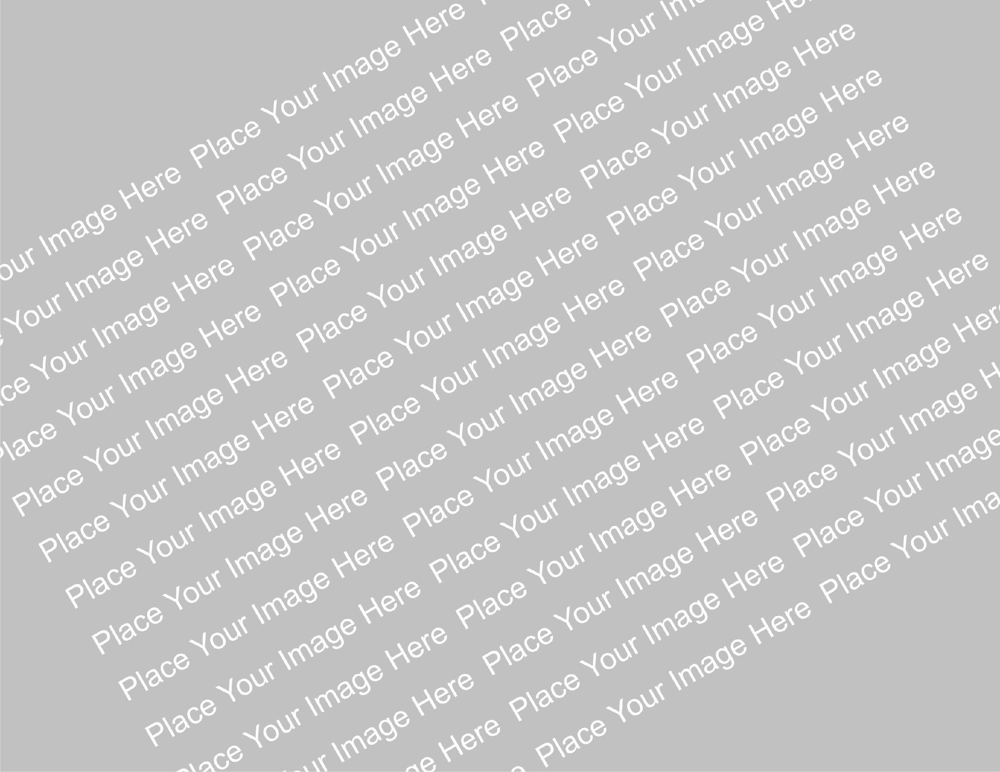 our Image Here Place Your Image Here
Your Image Here Place Your Image Here Place
ce Your Image Here Place Your Image Here Place Your Im
lace Your Image Here Place Your Image Here Place Your Image H
Place Your Image Here Place Your Image Here Place Your Image Here
Place Your Image Here Place Your Image Here Place Your Image Here
Place Your Image Here Place Your Image Here Place Your Image Here
Place Your Image Here Place Your Image Here Place Your Image Here
Place Your Image Here Place Your Image Here Place Your Image Here
Place Your Image Here Place Your Image Here Place Your Image Here
lace Your Image Here Place Your Image Here Place Your Image Her
our Image Here Place Your Image Here Place Your Image
ge Here Place Your Image Here Place Your Image
Place Your Image Here Place Your Ima